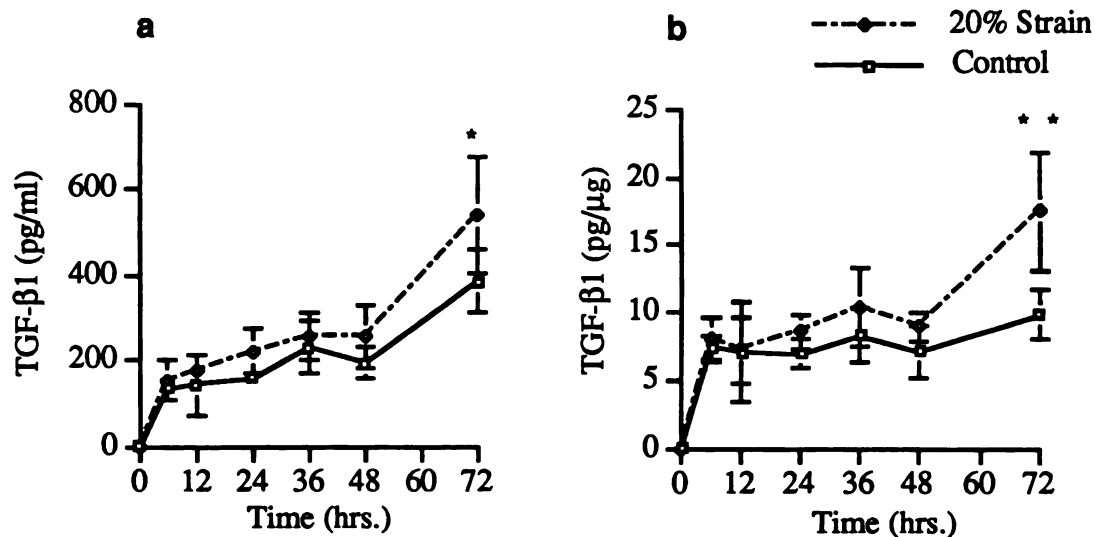 a
b
20% Strain
Control
TGF-β1 (pg/ml)
800
600
400
200
0
0 12 24 36 48 60 72
Time (hrs.)
*
TGF-β1 (pg/μg)
25
20
15
10
5
0
0 12 24 36 48 60 72
Time (hrs.)
* *